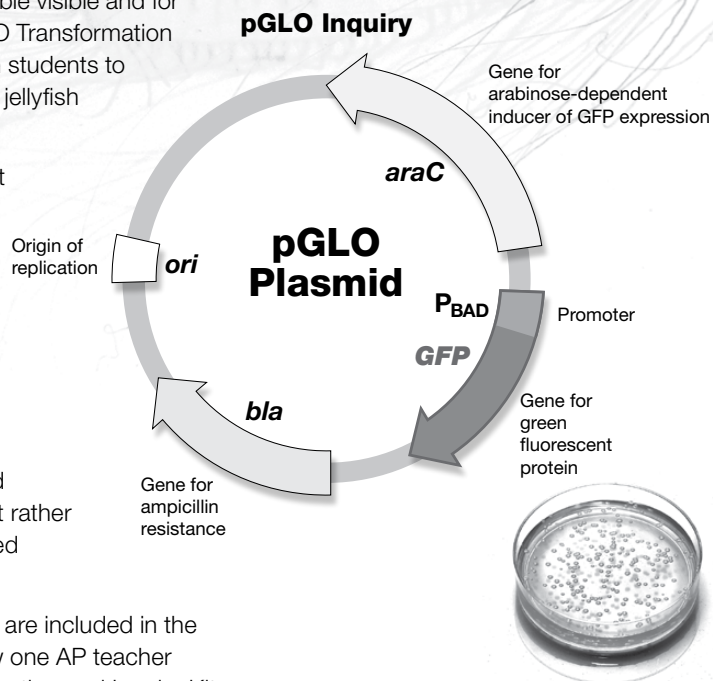 ble visible and for
O Transformation
students to
jellyfish
t
d
t rather
ed
are included in the
one AP teacher
pGLO Inquiry
Gene for
arabinose-dependent
inducer of GFP expression
araC
Origin of
replication
ori
pGLO
Plasmid
PBAD
Promoter
GFP
Gene for
green
fluorescent
protein
bla
Gene for
ampicillin
resistance